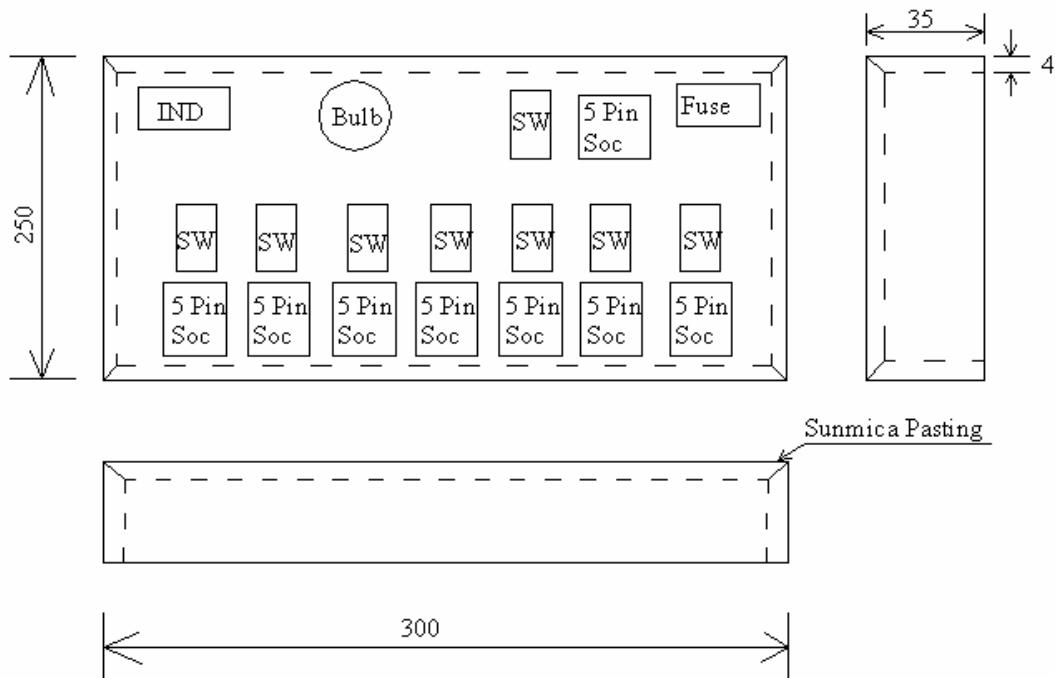 35
4
IND
Bulb
SW
5 Pin
Soc
Fuse
250
SW
SW
SW
SW
SW
SW
SW
5 Pin
Soc
5 Pin
Soc
5 Pin
Soc
5 Pin
Soc
5 Pin
Soc
5 Pin
Soc
5 Pin
Soc
Sunmica Pasting
300